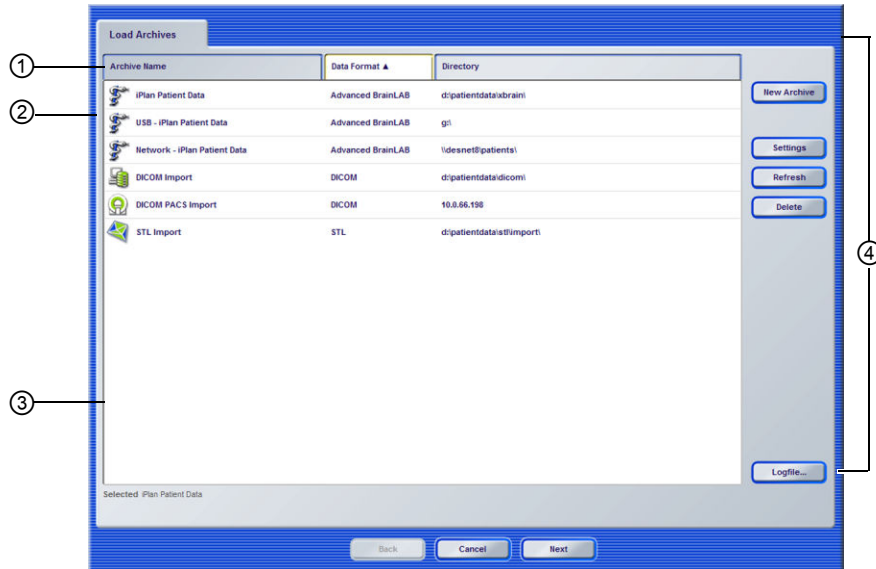 Load Archives
① Archive Name Data Format ▲ Directory
② iPlan Patient Data Advanced BrainLAB d:\patientdata\xbrain\
New Archive
USB - iPlan Patient Data Advanced BrainLAB g:\
Network - iPlan Patient Data Advanced BrainLAB \\desnet8\patients\
Settings
DICOM Import DICOM d:\patientdata\dicom\
Refresh
DICOM PACS Import DICOM 10.0.66.198
Delete
STL Import STL d:\patientdata\stl\import\
④
③
Logfile...
Selected iPlan Patient Data
Back Cancel Next